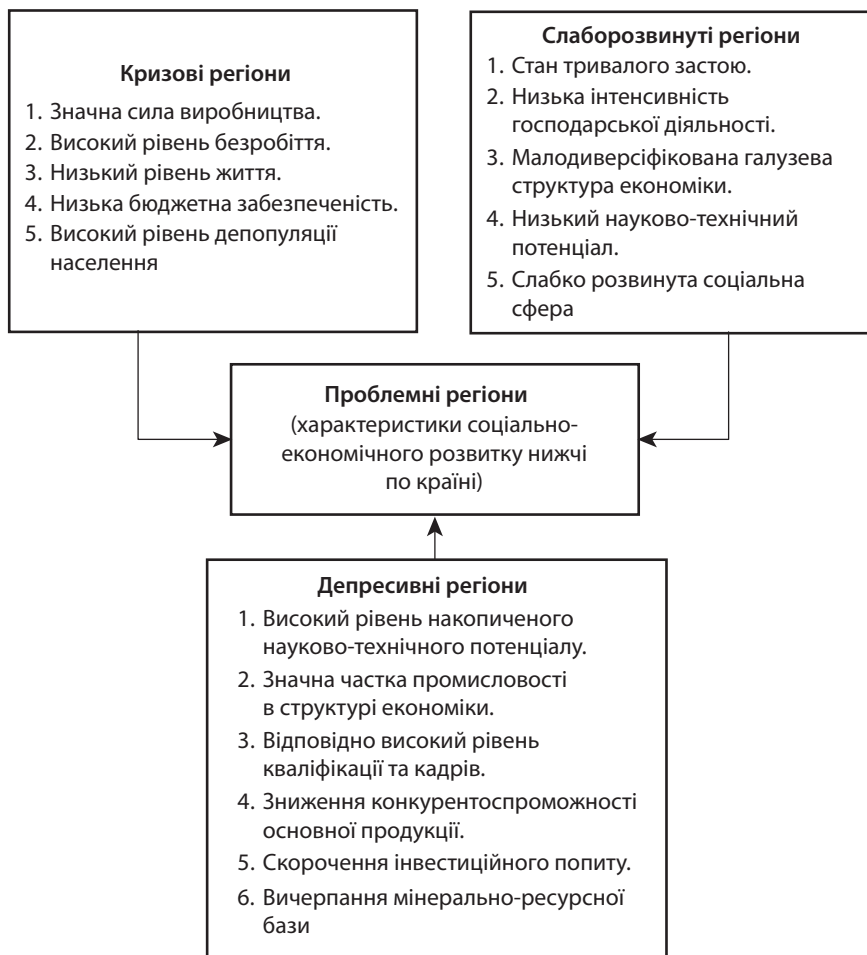 Кризові регіони
1. Значна сила виробництва.
2. Високий рівень безробіття.
3. Низький рівень життя.
4. Низька бюджетна забезпеченість.
5. Високий рівень депопуляції
населення
Слаборозвинуті регіони
1. Стан тривалого застою.
2. Низька інтенсивність
господарської діяльності.
3. Малодиверсіфікована галузева
структура економіки.
4. Низький науково-технічний
потенціал.
5. Слабко розвинута соціальна
сфера
Проблемні регіони
(характеристики соціально-
економічного розвитку нижчі
по країні)
Депресивні регіони
1. Високий рівень накопиченого
науково-технічного потенціалу.
2. Значна частка промисловості
в структурі економіки.
3. Відповідно високий рівень
кваліфікації та кадрів.
4. Зниження конкурентоспроможності
основної продукції.
5. Скорочення інвестиційного попиту.
6. Вичерпання мінерально-ресурсної
бази